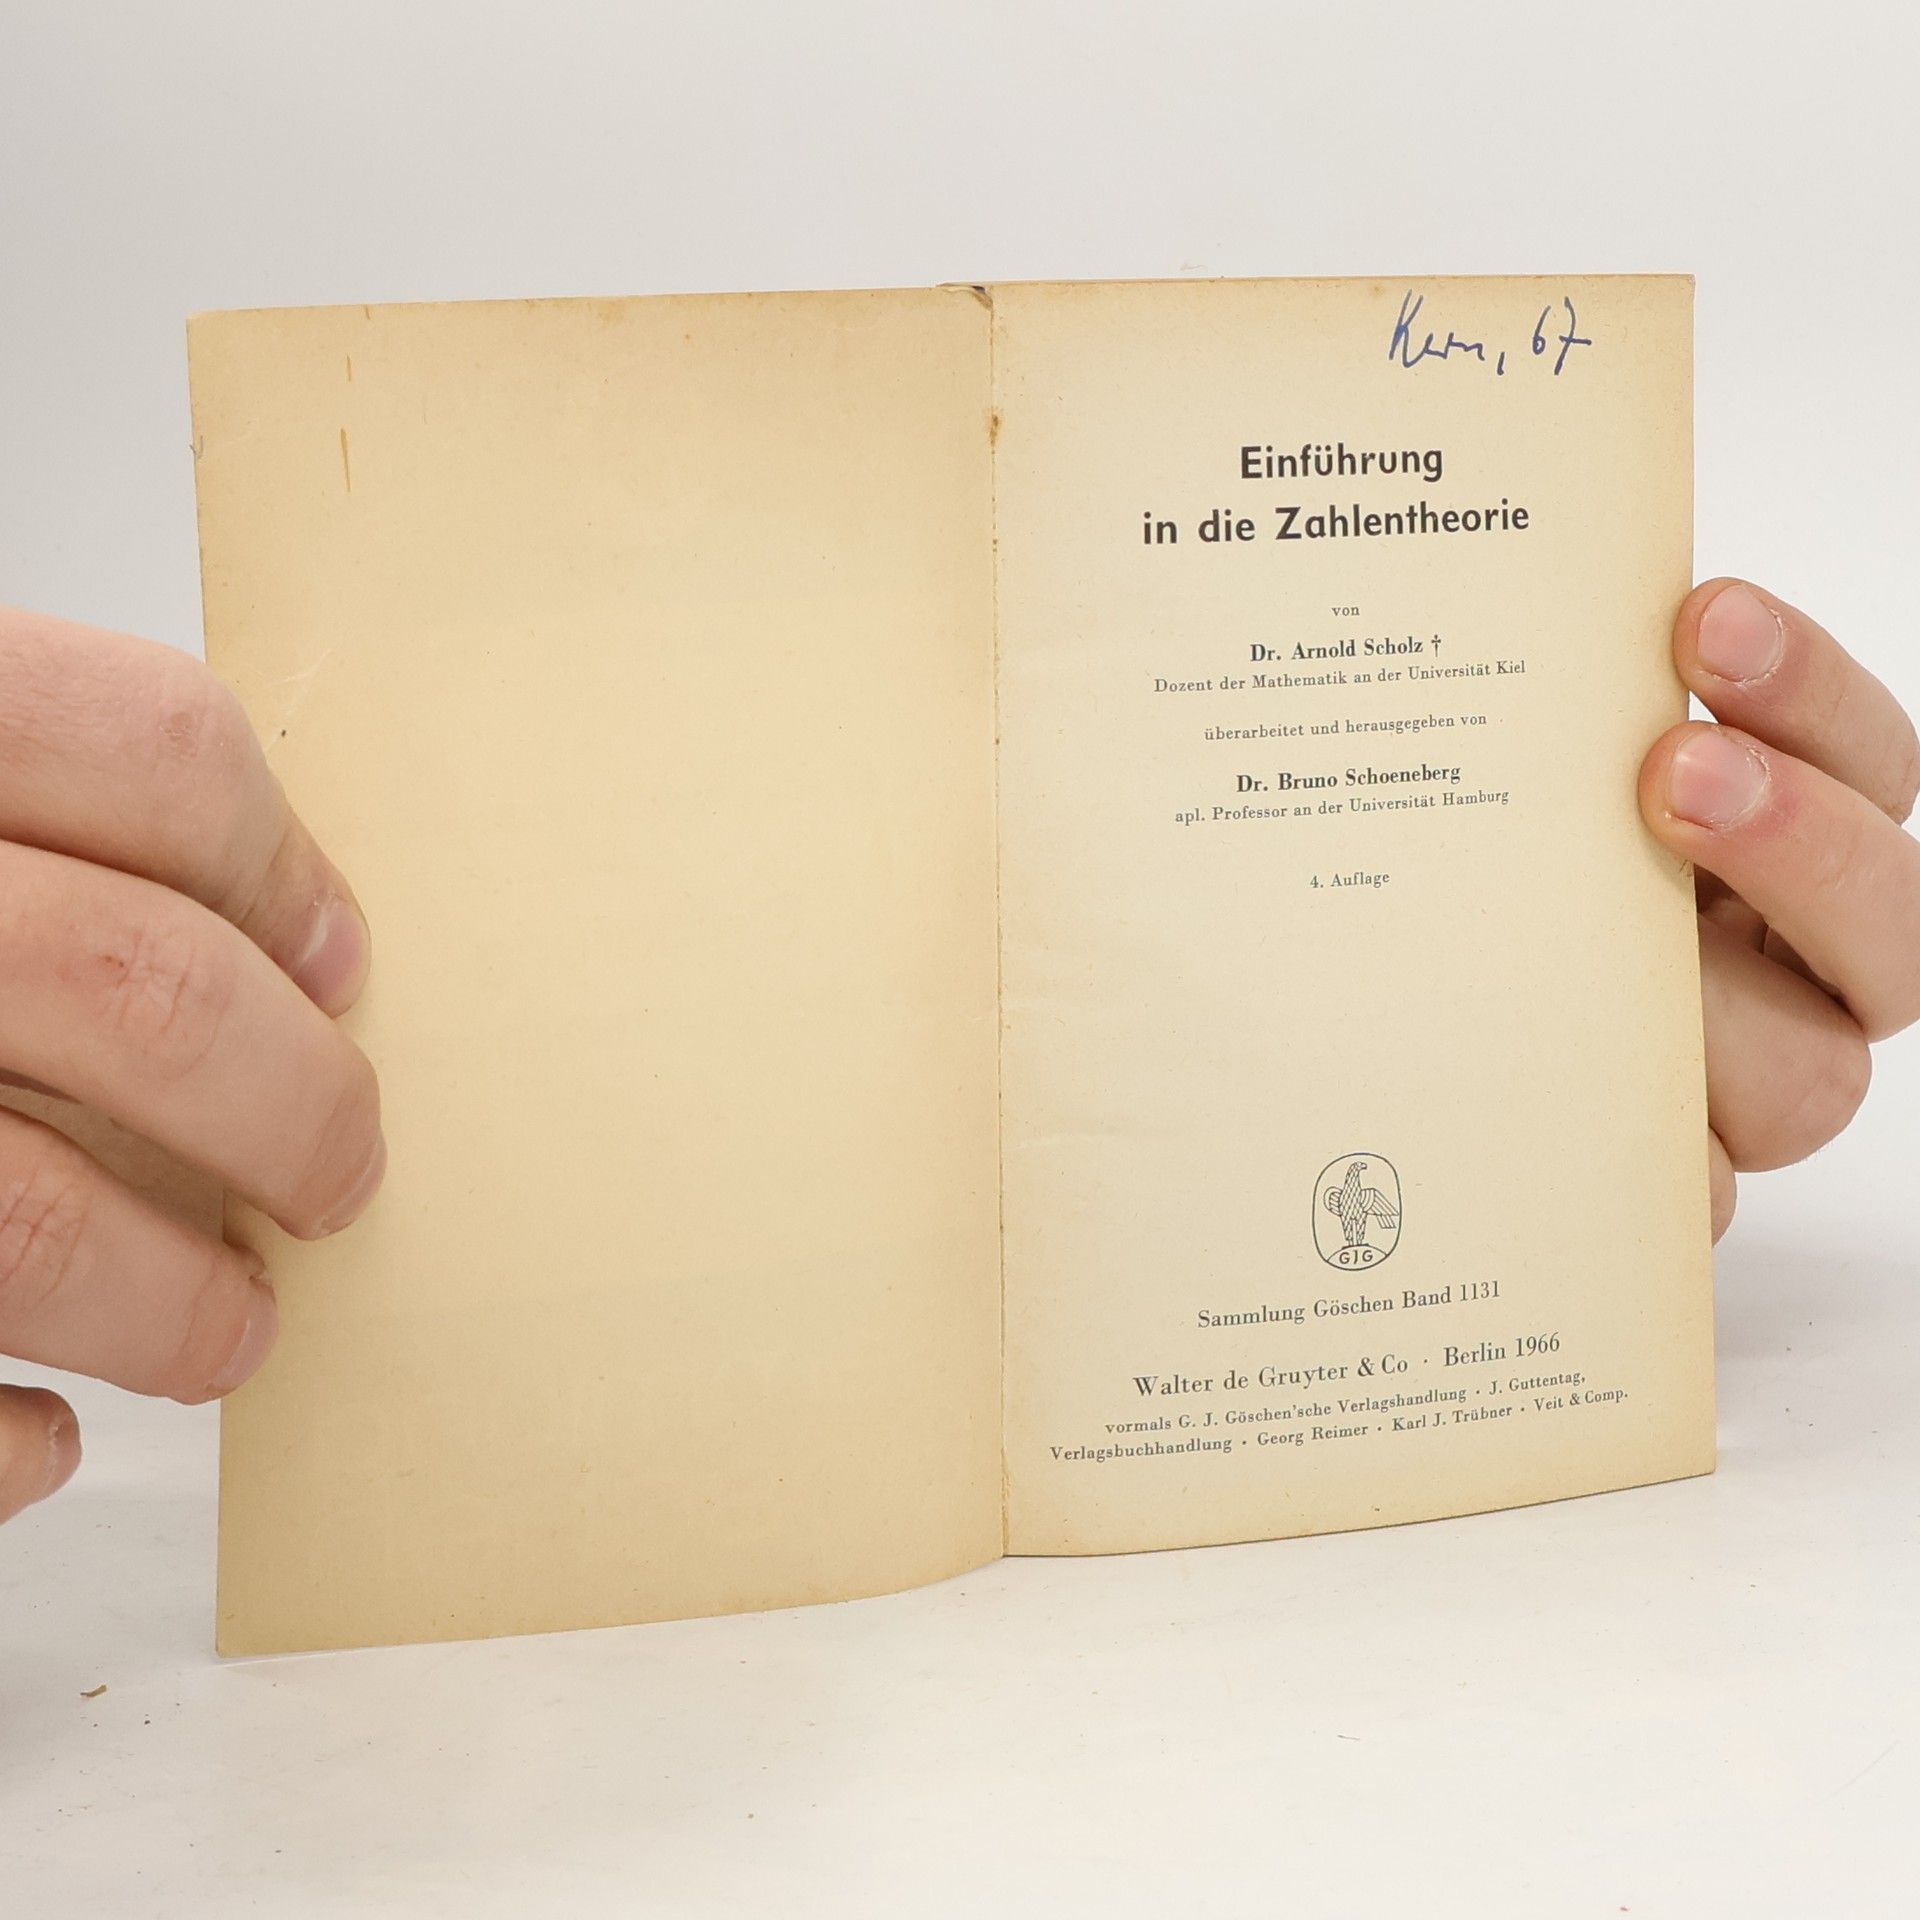 Kern, 67
Einführung
in die Zahlentheorie
von
Dr. Arnold Scholz †
Dozent der Mathematik an der Universität Kiel
überarbeitet und herausgegeben von
Dr. Bruno Schoeneberg
apl. Professor an der Universität Hamburg
4. Auflage
GJG
Sammlung Göschen Band 1131
Walter de Gruyter & Co · Berlin 1966
vormals G. J. Göschen'sche Verlagshandlung · J. Guttentag,
Verlagsbuchhandlung · Georg Reimer · Karl J. Trübner · Veit & Comp.